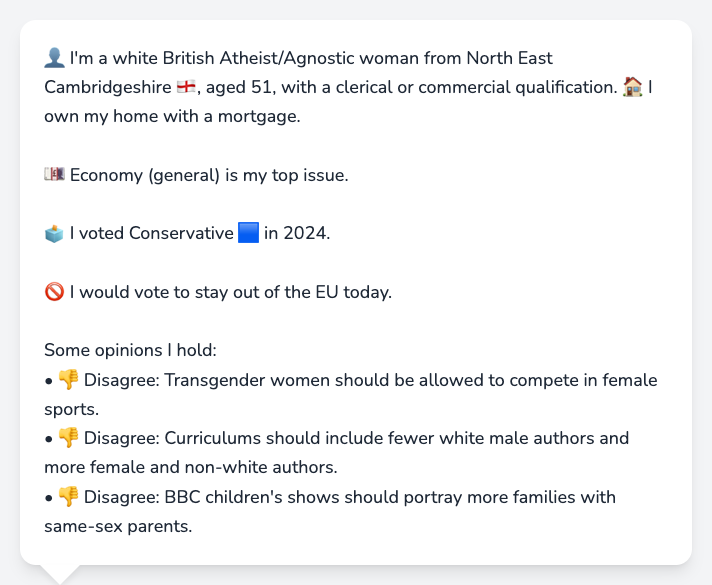 👤 I'm a white British Atheist/Agnostic woman from North East
Cambridgeshire 🏴󠁧󠁢󠁥󠁮󠁧󠁿, aged 51, with a clerical or commercial qualification. 🏠 I
own my home with a mortgage.
💷 Economy (general) is my top issue.
🗳️ I voted Conservative 🟦 in 2024.
🚫 I would vote to stay out of the EU today.
Some opinions I hold:
• 👎 Disagree: Transgender women should be allowed to compete in female
sports.
• 👎 Disagree: Curriculums should include fewer white male authors and
more female and non-white authors.
• 👎 Disagree: BBC children's shows should portray more families with
same-sex parents.